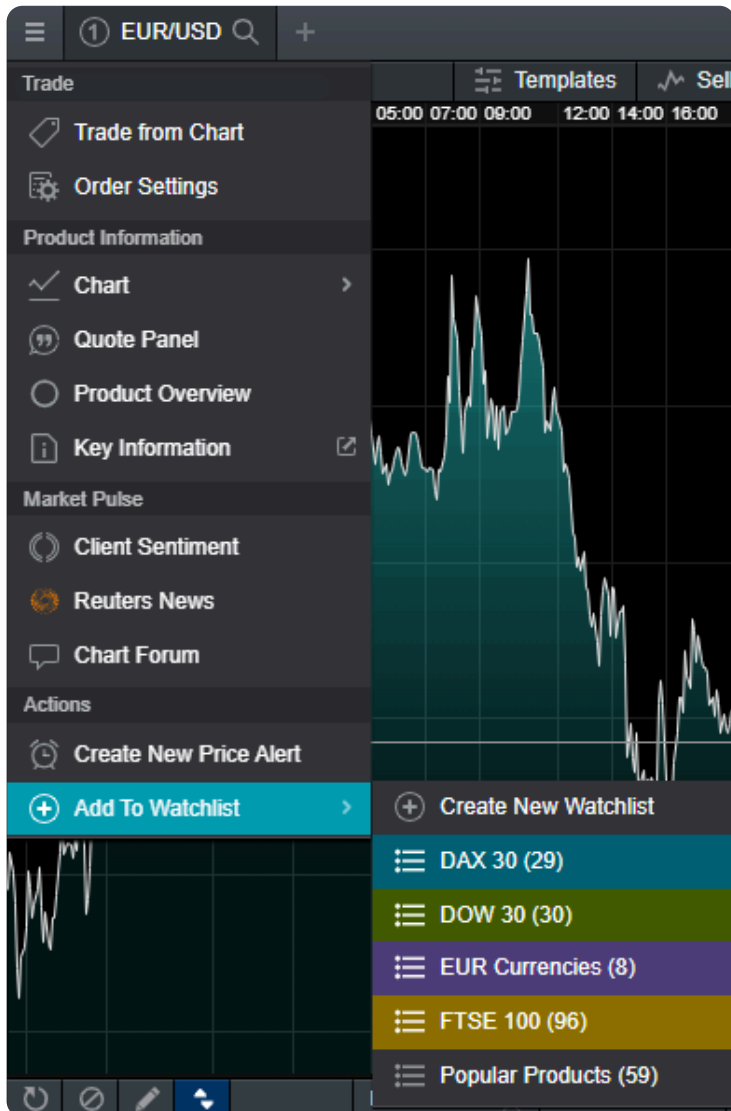 1 EUR/USD
Trade
Templates
Sell
05:00 07:00 09:00 12:00 14:00 16:00
Trade from Chart
Order Settings
Product Information
Chart
Quote Panel
Product Overview
Key Information
Market Pulse
Client Sentiment
Reuters News
Chart Forum
Actions
Create New Price Alert
Add To Watchlist
Create New Watchlist
DAX 30 (29)
DOW 30 (30)
EUR Currencies (8)
FTSE 100 (96)
Popular Products (59)